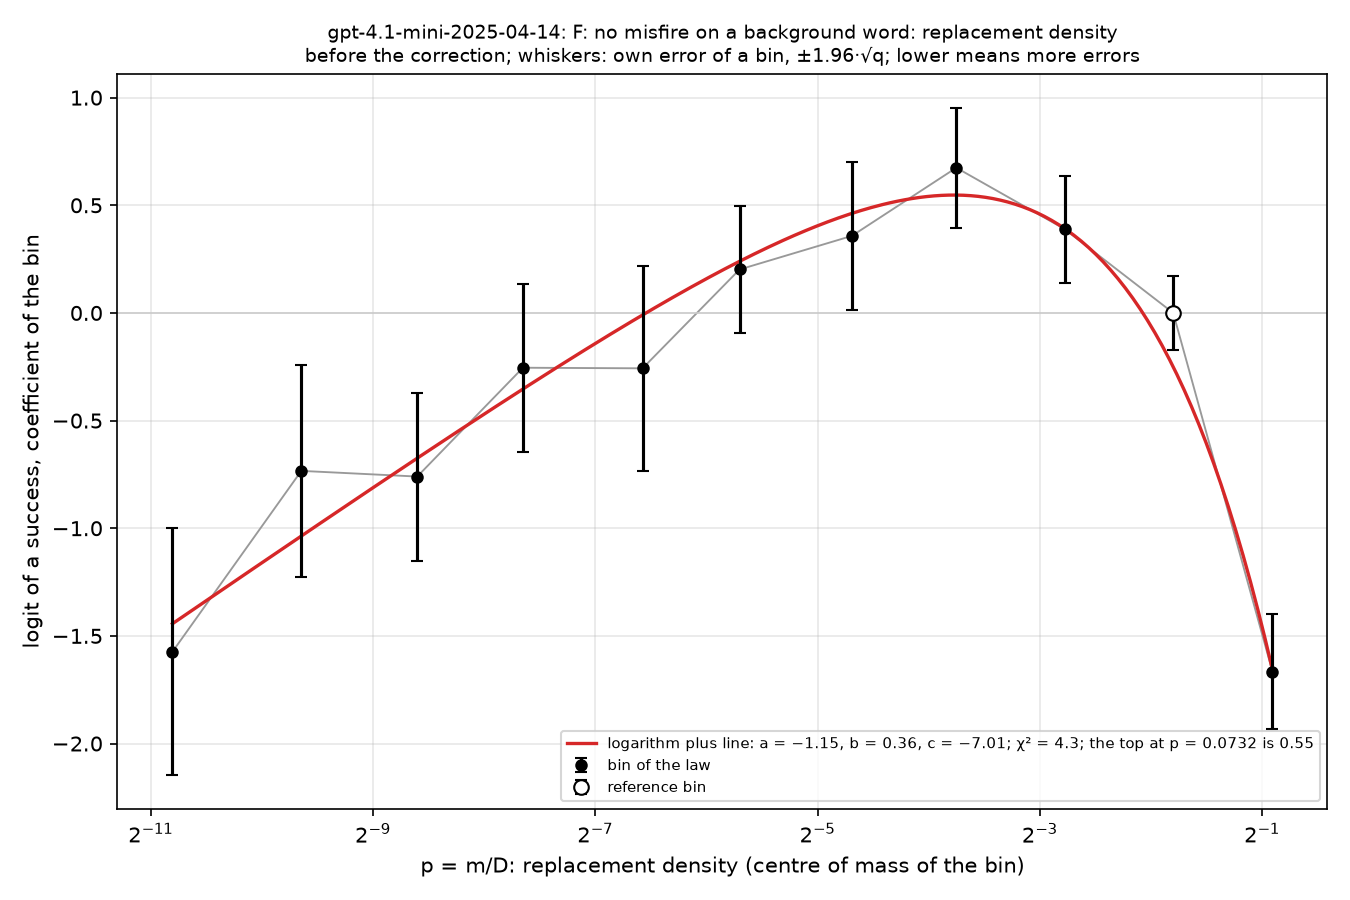 gpt-4.1-mini-2025-04-14: F: no misfire on a background word: replacement density
before the correction; whiskers: own error of a bin, ±1.96·√q; lower means more errors
logit of a success, coefficient of the bin
1.0
0.5
0.0
−0.5
−1.0
−1.5
−2.0
logarithm plus line: a = −1.15, b = 0.36, c = −7.01; χ² = 4.3; the top at p = 0.0732 is 0.55
bin of the law
reference bin
2⁻¹¹ 2⁻⁹ 2⁻⁷ 2⁻⁵ 2⁻³ 2⁻¹
p = m/D: replacement density (centre of mass of the bin)